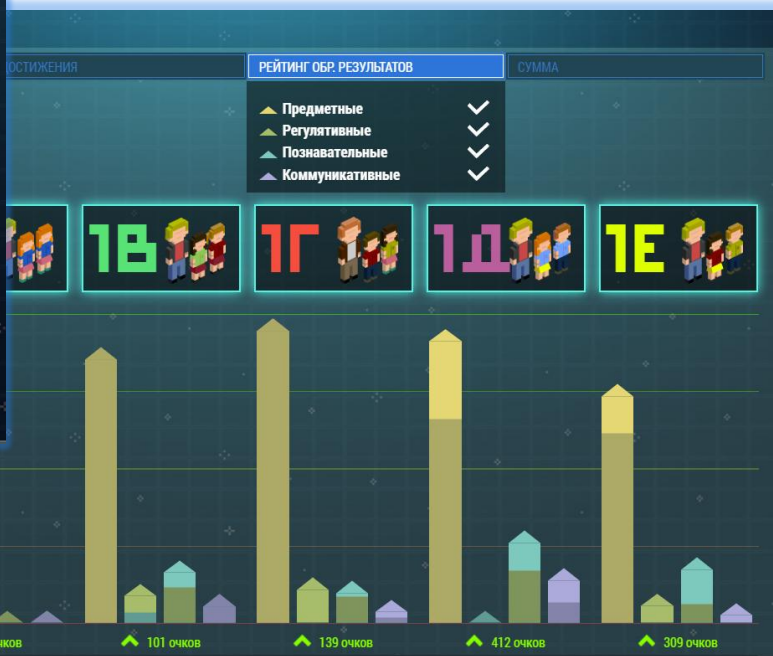 ОСТИЖЕНИЯ
РЕЙТИНГ ОБР. РЕЗУЛЬТАТОВ
СУММА
Предметные
Регулятивные
Познавательные
Коммуникативные
1В
1Г
1Д
1Е
ЧКОВ
101 ОЧКОВ
139 ОЧКОВ
412 ОЧКОВ
309 ОЧКОВ